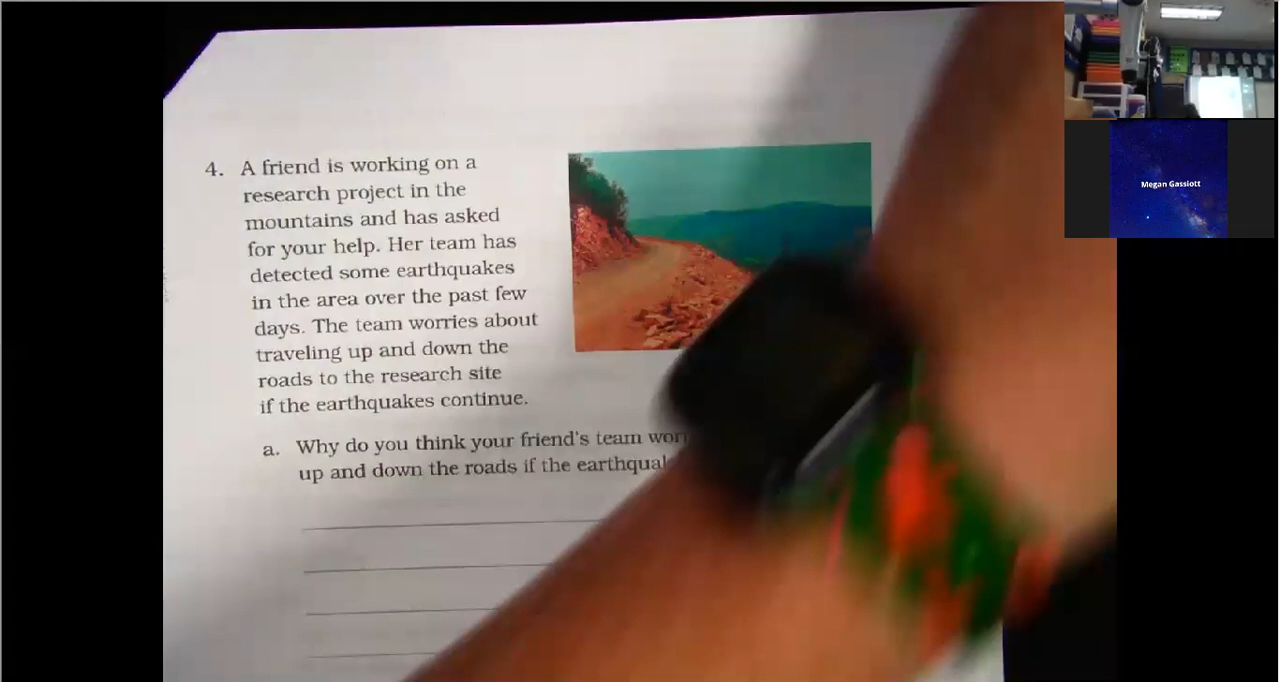 4. A friend is working on a
research project in the
mountains and has asked
for your help. Her team has
detected some earthquakes
in the area over the past few
days. The team worries about
traveling up and down the
roads to the research site
if the earthquakes continue.
a. Why do you think your friend's team
up and down the roads if the
Megan Gassiott